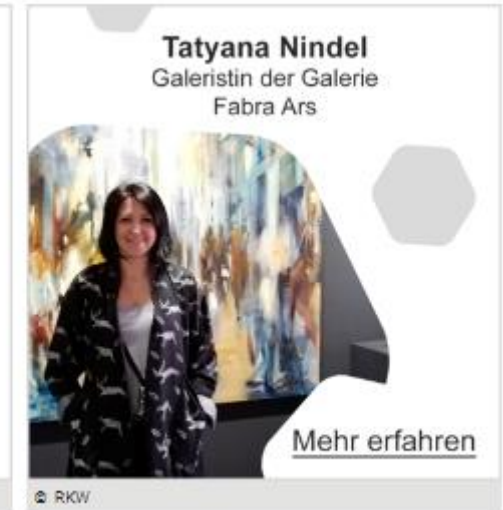 Tatyana Nindel
Galeristin der Galerie
Fabra Ars
Mehr erfahren
© RKW